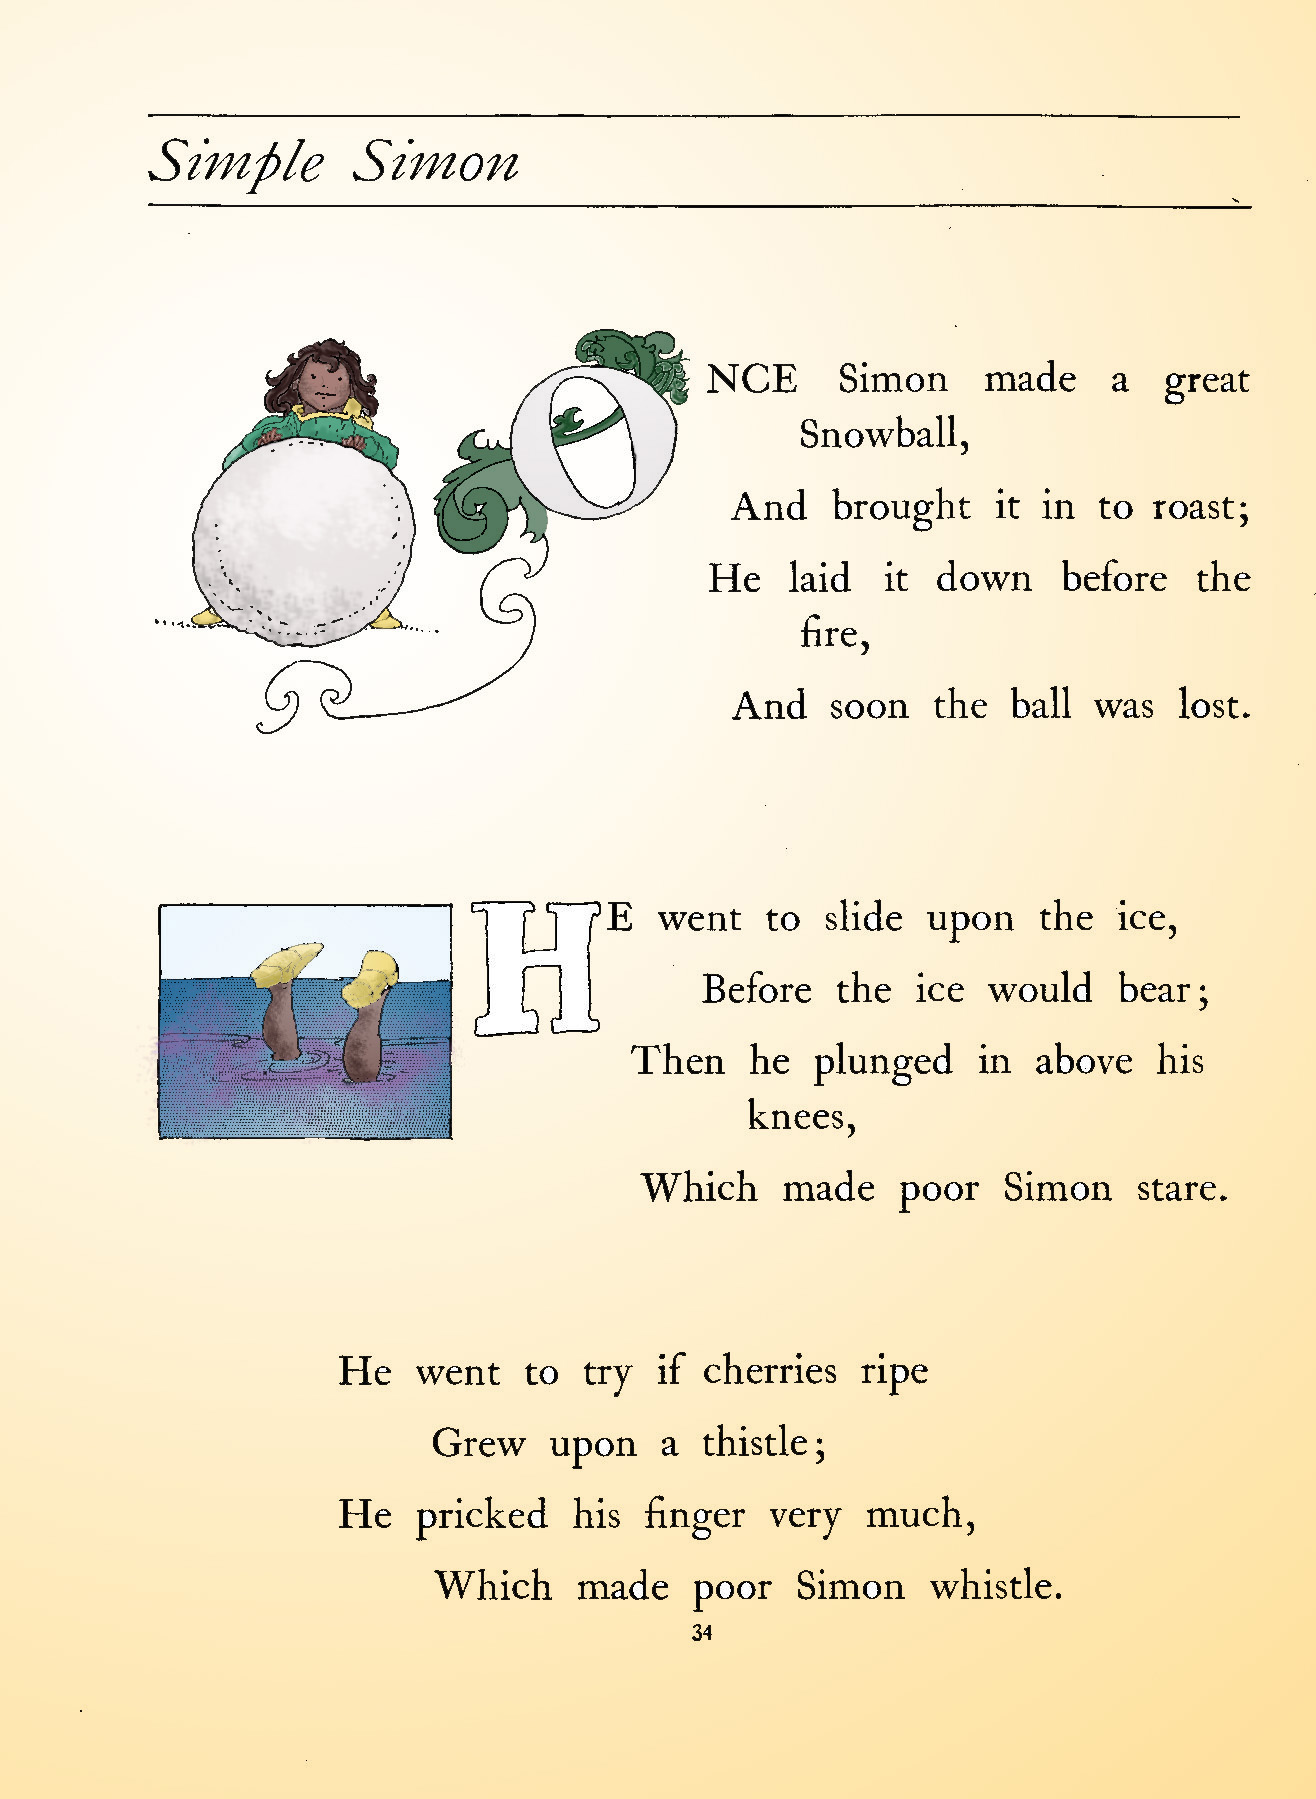 Simple Simon
ONCE Simon made a great
Snowball,
And brought it in to roast;
He laid it down before the
fire,
And soon the ball was lost.
HE went to slide upon the ice,
Before the ice would bear;
Then he plunged in above his
knees,
Which made poor Simon stare.
He went to try if cherries ripe
Grew upon a thistle;
He pricked his finger very much,
Which made poor Simon whistle.
34